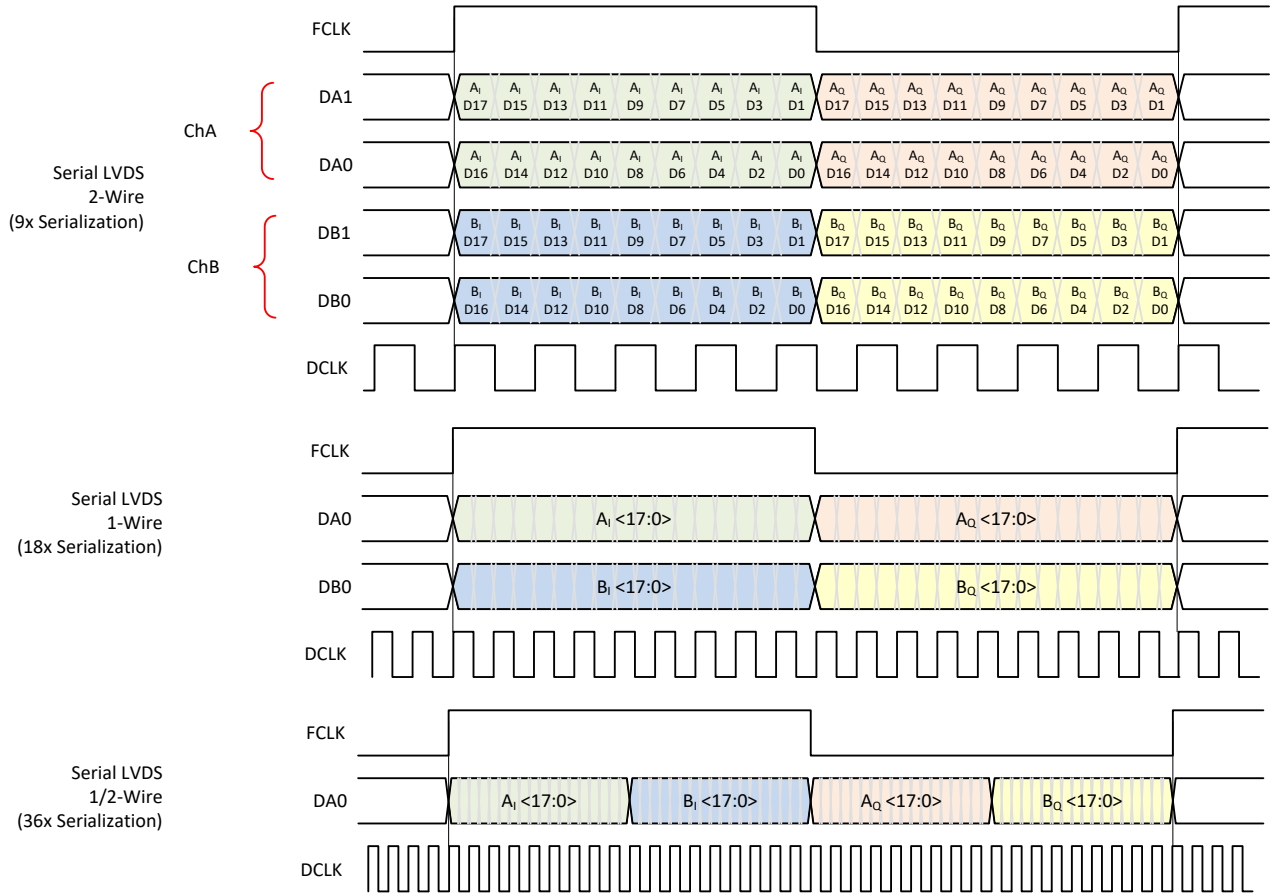 FCLK
DA1
A_I A_I A_I A_I A_I A_I A_I A_I A_I A_Q A_Q A_Q A_Q A_Q A_Q A_Q A_Q A_Q
D17 D15 D13 D11 D9 D7 D5 D3 D1 D17 D15 D13 D11 D9 D7 D5 D3 D1
ChA
DA0
A_I A_I A_I A_I A_I A_I A_I A_I A_I A_Q A_Q A_Q A_Q A_Q A_Q A_Q A_Q A_Q
D16 D14 D12 D10 D8 D6 D4 D2 D0 D16 D14 D12 D10 D8 D6 D4 D2 D0
Serial LVDS
2-Wire
(9x Serialization)
DB1
B_I B_I B_I B_I B_I B_I B_I B_I B_I B_Q B_Q B_Q B_Q B_Q B_Q B_Q B_Q B_Q
D17 D15 D13 D11 D9 D7 D5 D3 D1 D17 D15 D13 D11 D9 D7 D5 D3 D1
ChB
DB0
B_I B_I B_I B_I B_I B_I B_I B_I B_I B_Q B_Q B_Q B_Q B_Q B_Q B_Q B_Q B_Q
D16 D14 D12 D10 D8 D6 D4 D2 D0 D16 D14 D12 D10 D8 D6 D4 D2 D0
DCLK
FCLK
Serial LVDS
1-Wire
(18x Serialization)
DA0
A_I <17:0> A_Q <17:0>
DB0
B_I <17:0> B_Q <17:0>
DCLK
FCLK
Serial LVDS
1/2-Wire
(36x Serialization)
DA0
A_I <17:0> B_I <17:0> A_Q <17:0> B_Q <17:0>
DCLK